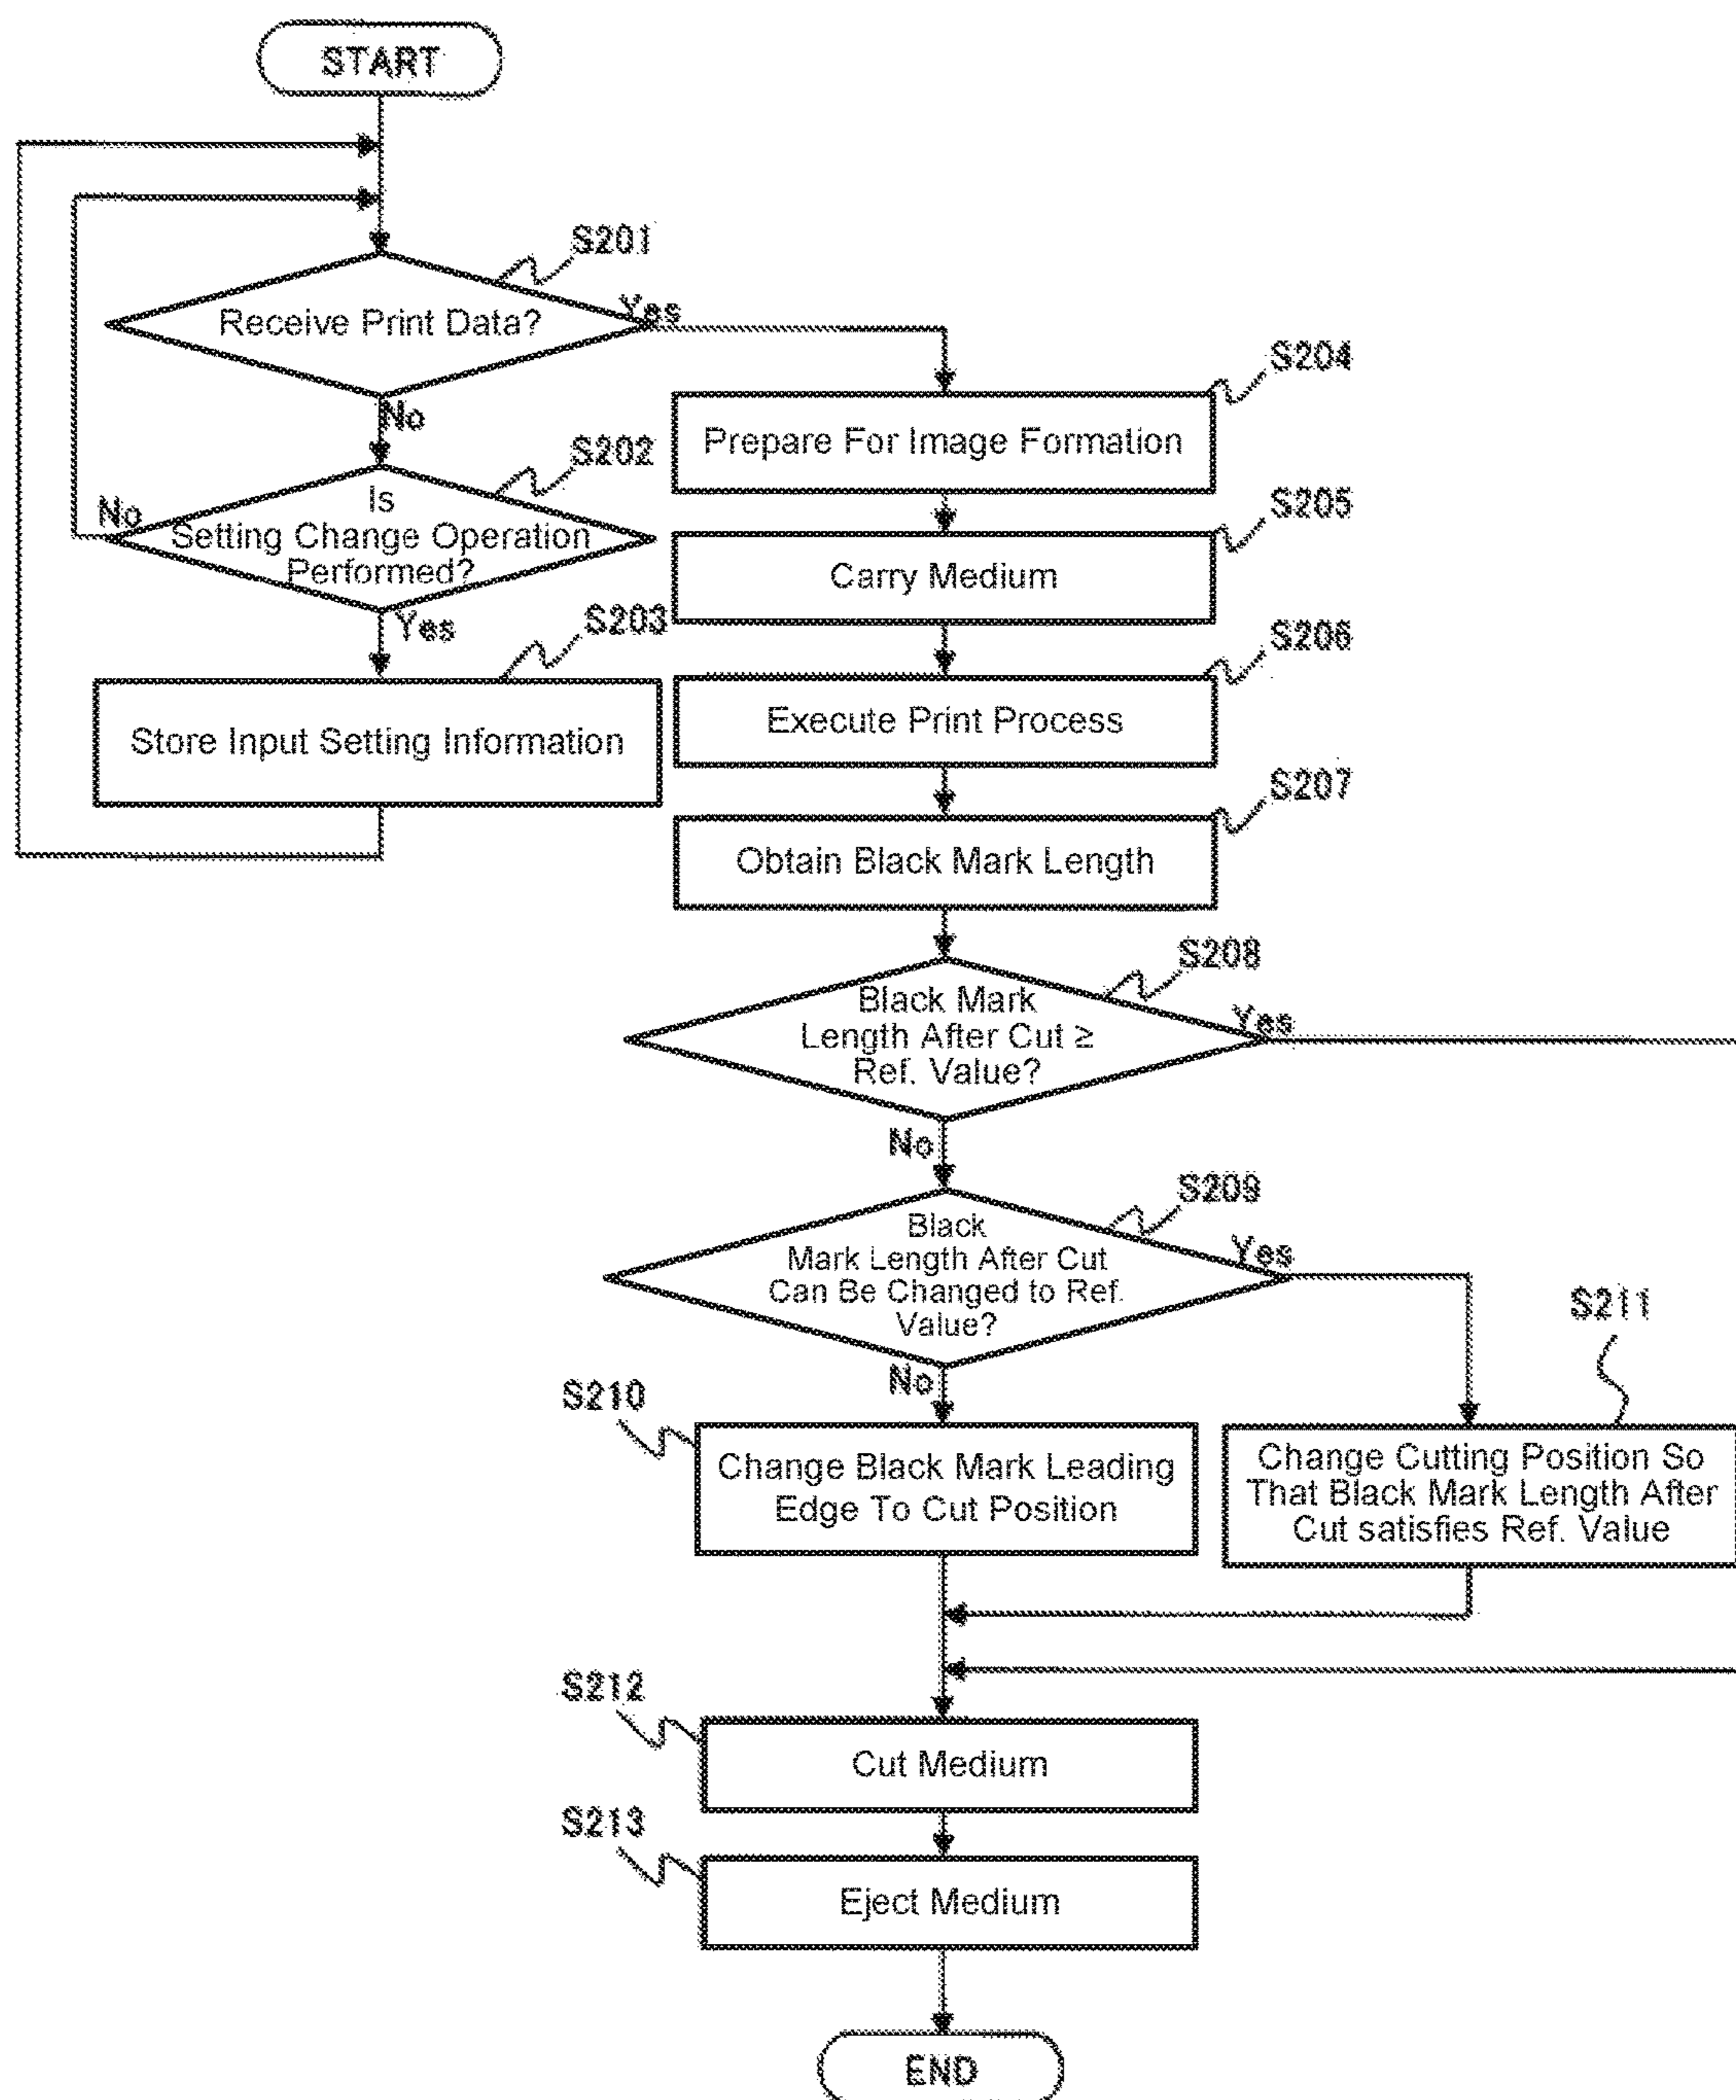 START
S201
Receive Print Data?
Yes
No
S202
Is
Setting Change Operation
Performed?
No
Yes
S203
Store Input Setting Information
S204
Prepare For Image Formation
S205
Carry Medium
S206
Execute Print Process
S207
Obtain Black Mark Length
S208
Black Mark
Length After Cut ≥
Ref. Value?
Yes
No
S209
Black
Mark Length After Cut
Can Be Changed to Ref.
Value?
Yes
No
S210
Change Black Mark Leading
Edge To Cut Position
S211
Change Cutting Position So
That Black Mark Length After
Cut satisfies Ref. Value
S212
Cut Medium
S213
Eject Medium
END